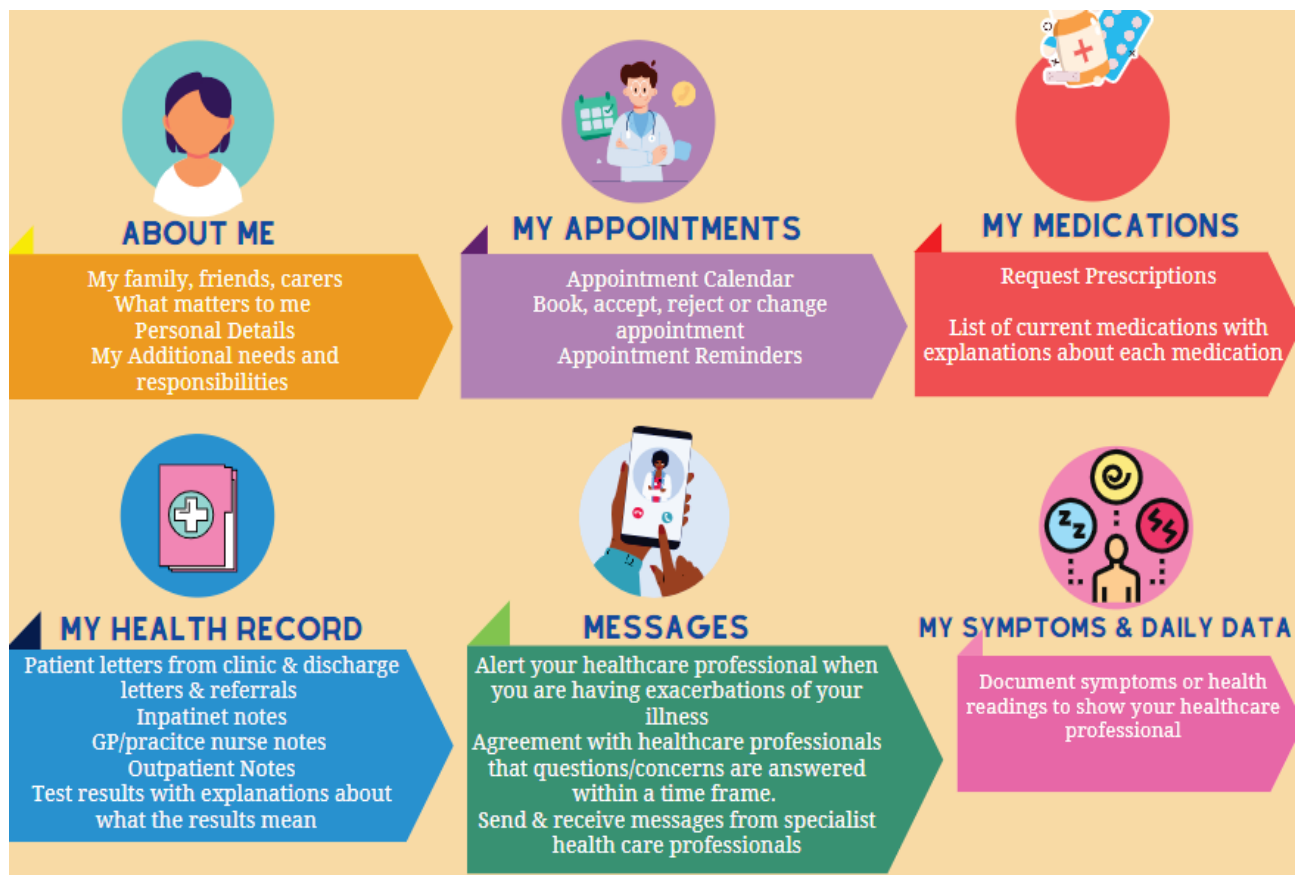 ABOUT ME
My family, friends, carers
What matters to me
Personal Details
My Additional needs and
responsibilities
MY APPOINTMENTS
Appointment Calendar
Book, accept, reject or change
appointment
Appointment Reminders
MY MEDICATIONS
Request Prescriptions
List of current medications with
explanations about each medication
MY HEALTH RECORD
Patient letters from clinic & discharge
letters & referrals
Inpatinet notes
GP/pracitce nurse notes
Outpatient Notes
Test results with explanations about
what the results mean
MESSAGES
Alert your healthcare professional when
you are having exacerbations of your
illness
Agreement with healthcare professionals
that questions/concerns are answered
within a time frame.
Send & receive messages from specialist
health care professionals
zz
MY SYMPTOMS & DAILY DATA
Document symptoms or health
readings to show your healthcare
professional